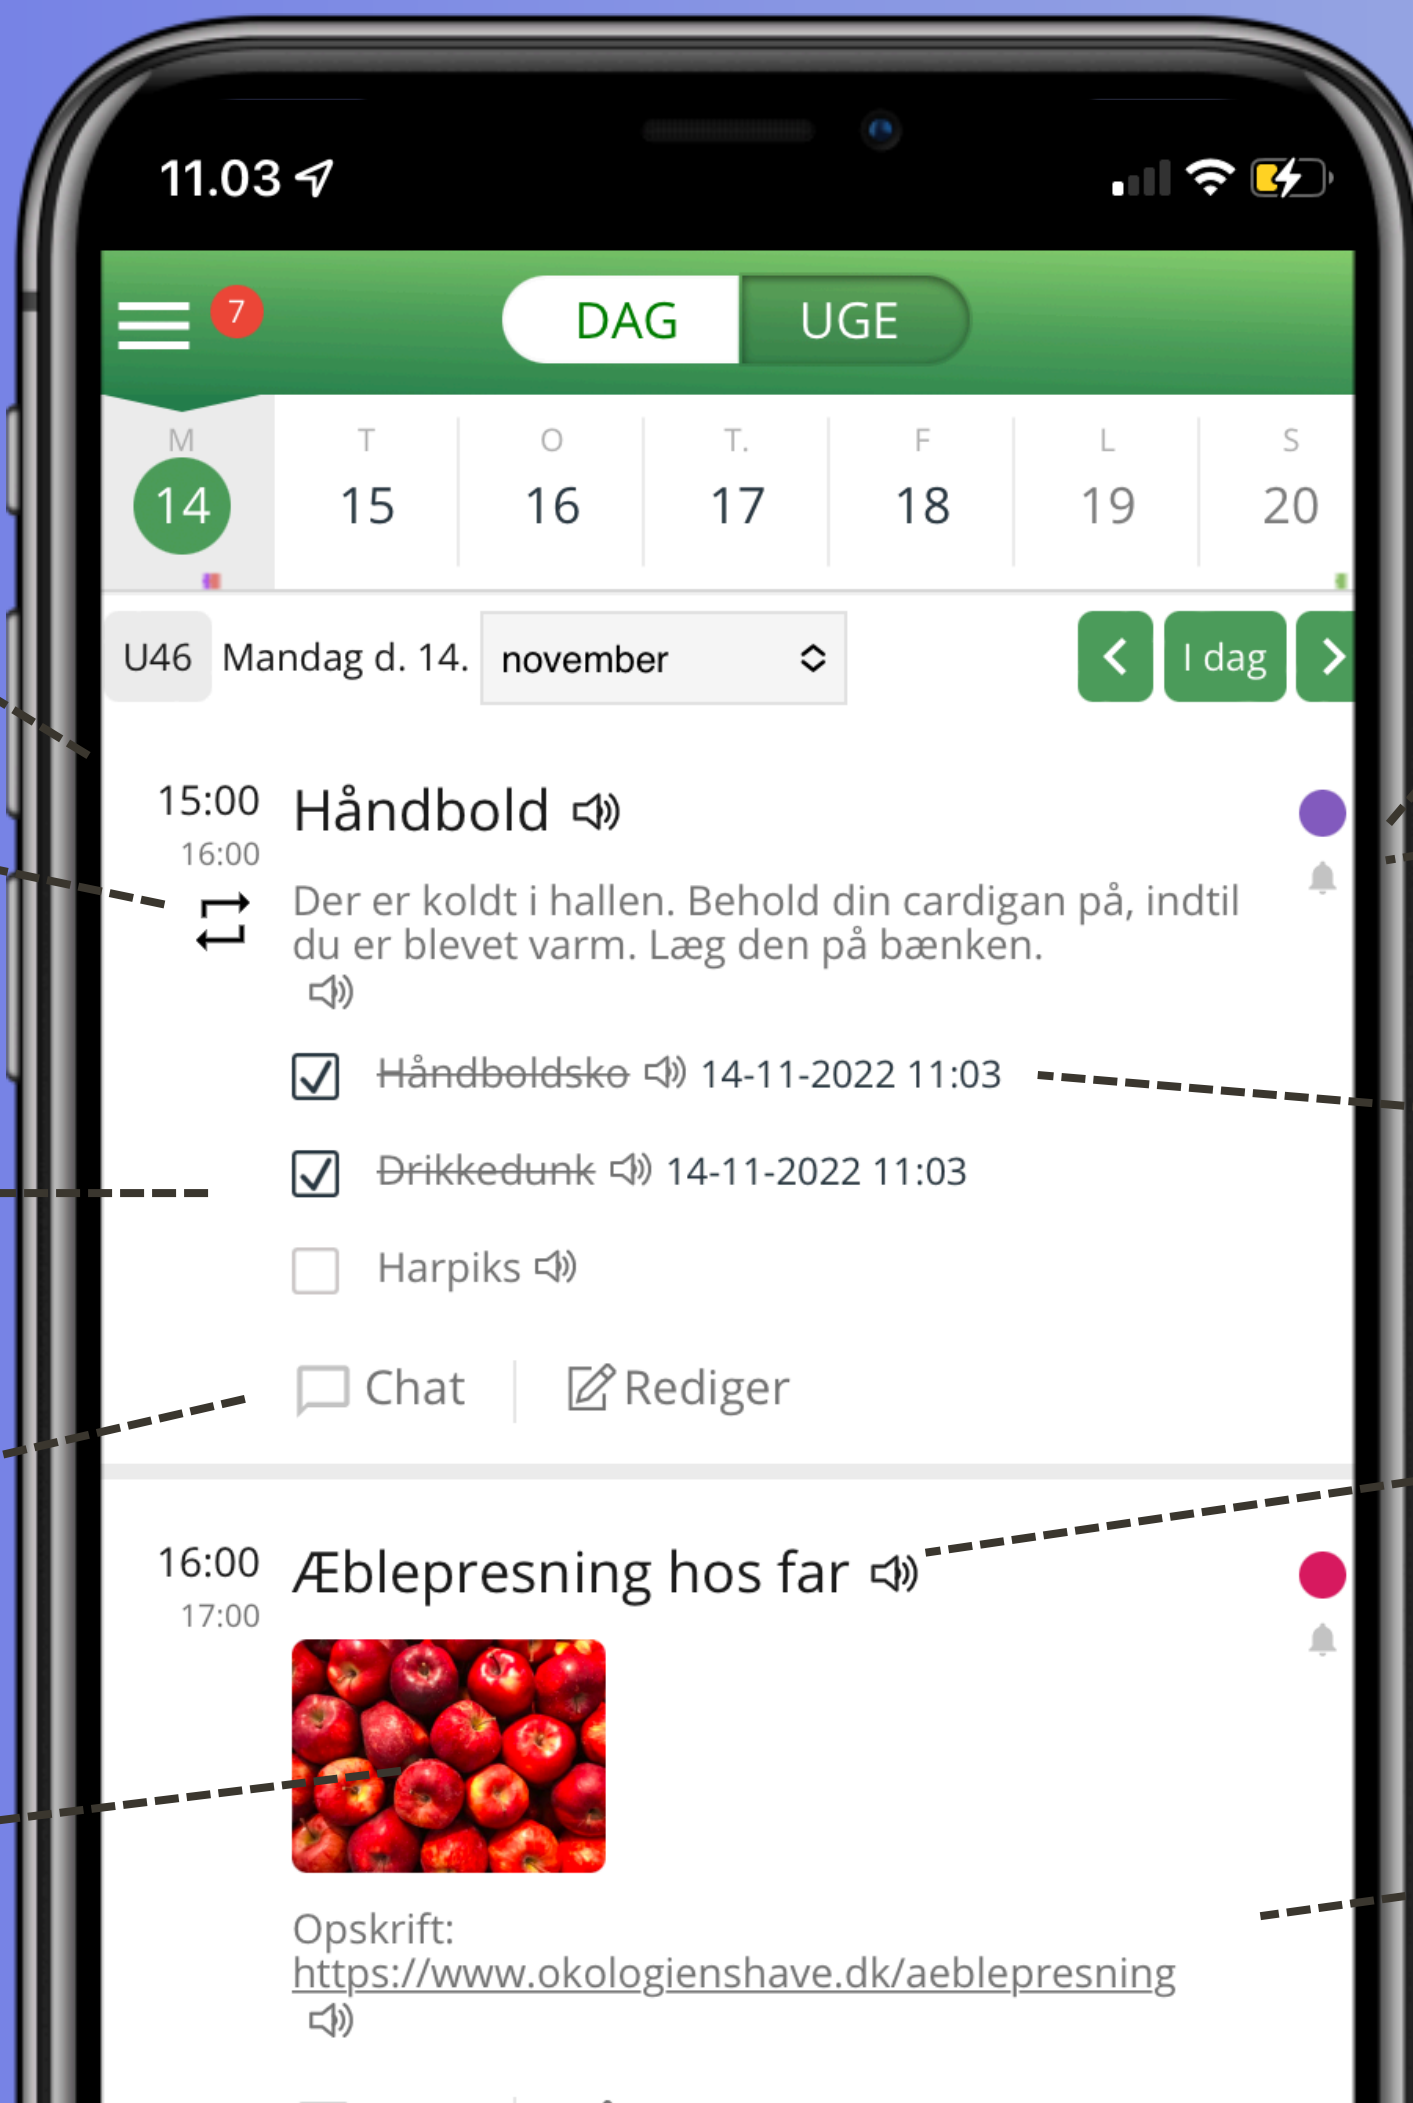 11.03
7
DAG UGE
M T O T. F L S
14 15 16 17 18 19 20
U46 Mandag d. 14. november I dag
15:00 Håndbold
16:00
Der er koldt i hallen. Behold din cardigan på, indtil
du er blevet varm. Læg den på bænken.
Håndboldsko 14-11-2022 11:03
Drikkedunk 14-11-2022 11:03
Harpiks
Chat Rediger
16:00 Æblepresning hos far
17:00
Opskrift:
https://www.okologienshave.dk/aeblepresning